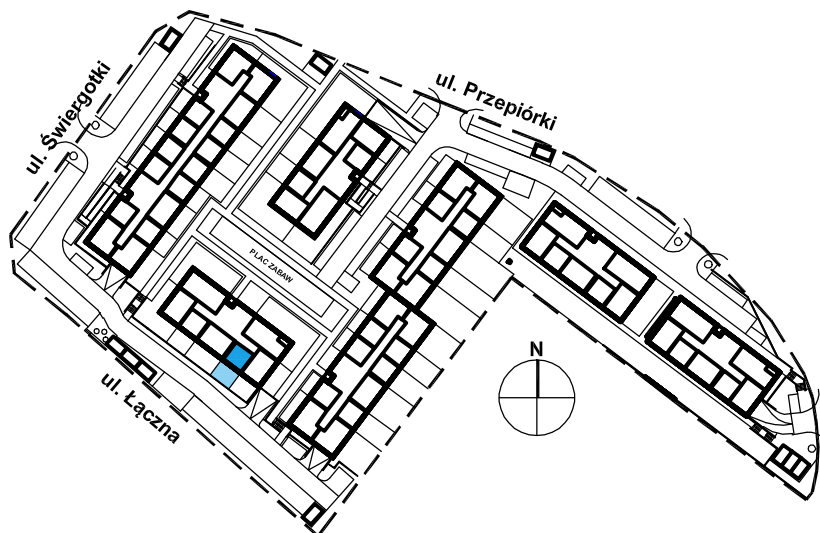 ul. Przepiórki
ul. Świergotki
PLAC ZABAW
N
ul. Łączna